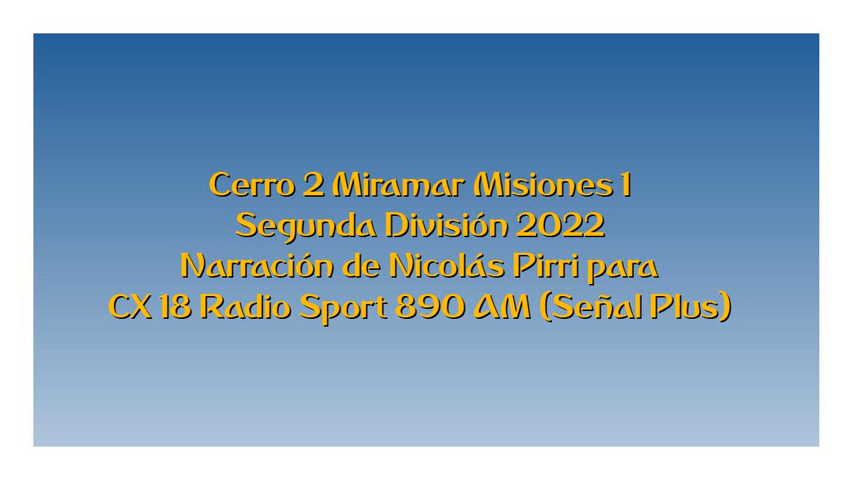 Cerro 2 Miramar Misiones 1
Segunda División 2022
Narración de Nicolás Pirri para
CX 18 Radio Sport 890 AM (Señal Plus)